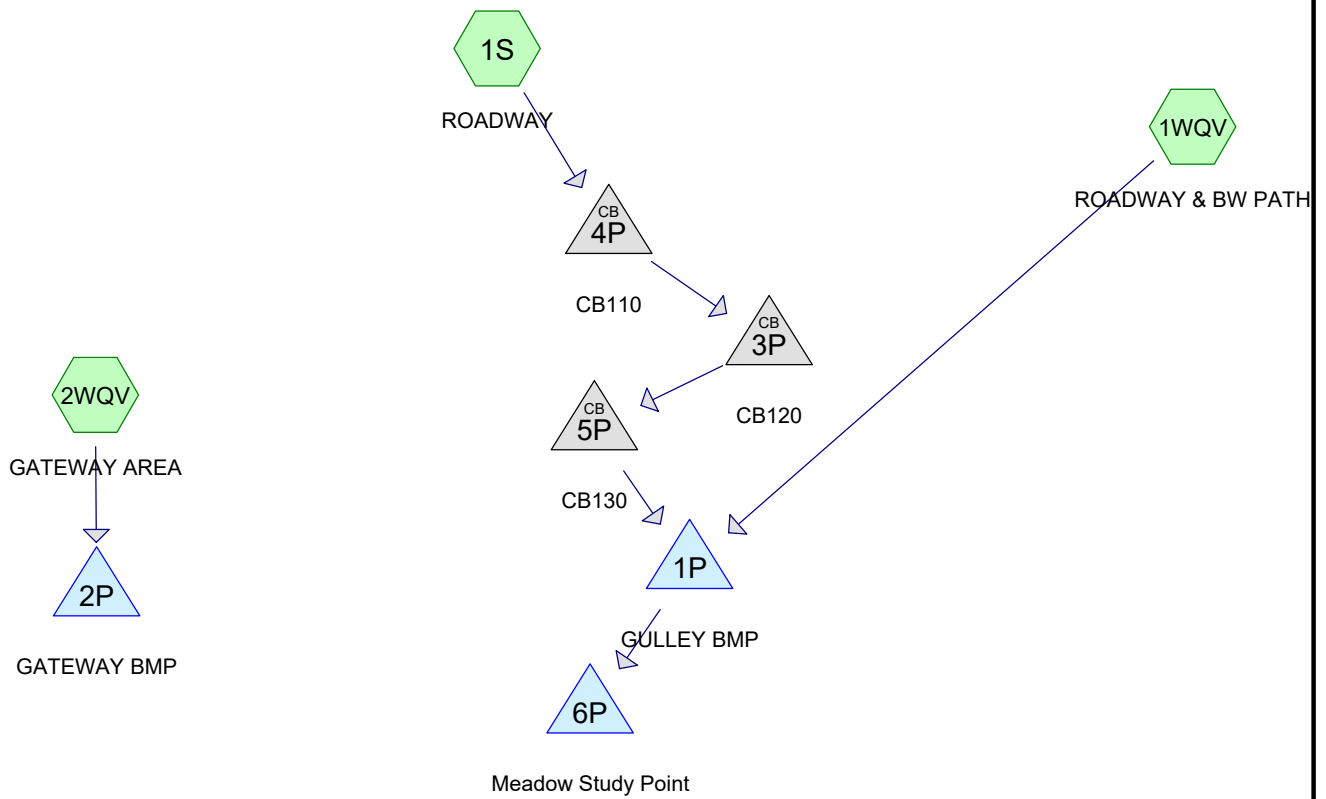 1S
ROADWAY
1WQV
ROADWAY & BW PATH
CB
4P
CB110
CB
3P
CB120
2WQV
GATEWAY AREA
CB
5P
CB130
1P
GULLEY BMP
2P
GATEWAY BMP
6P
Meadow Study Point